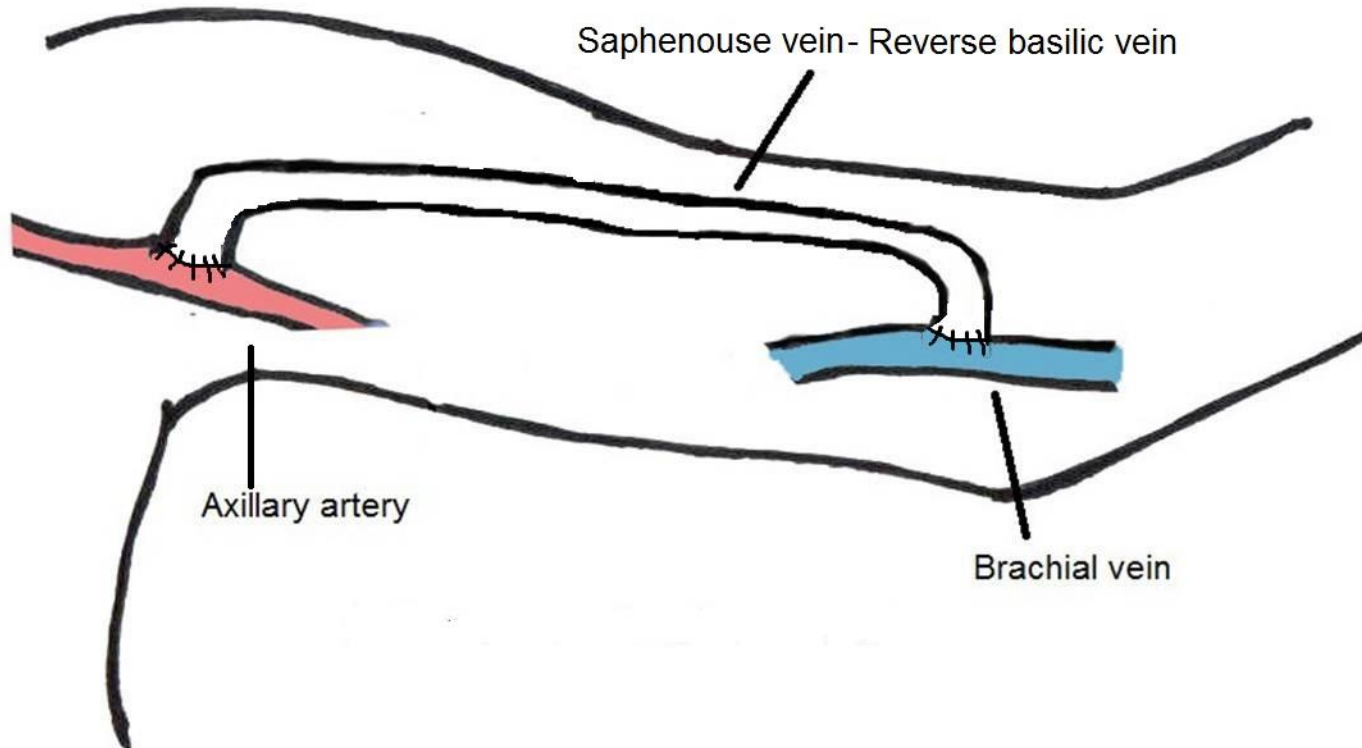 Saphenouse vein- Reverse basilic vein
Axillary artery
Brachial vein